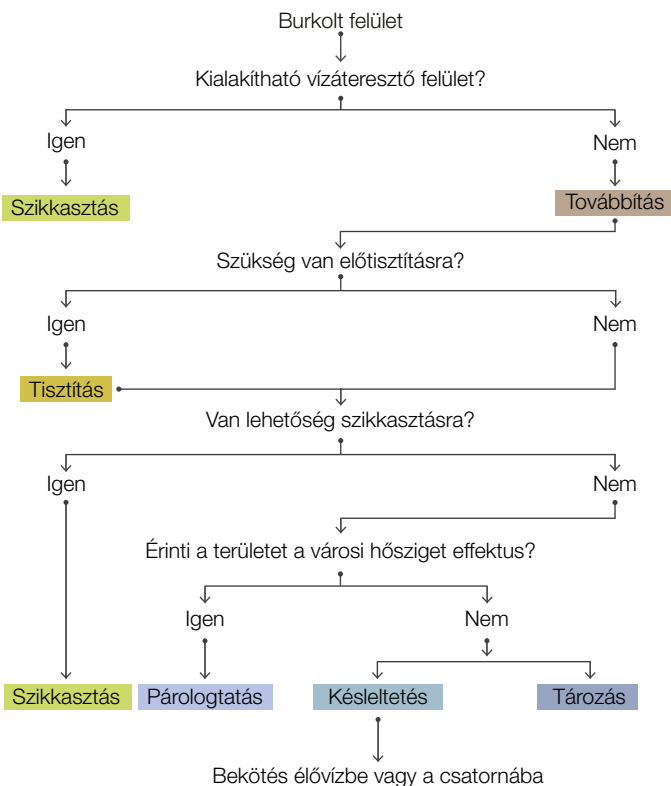 Burkolt felület
Kialakítható vízáteresztő felület?
Igen
Nem
Szikkasztás
Továbbítás
Szükség van előtisztításra?
Igen
Nem
Tisztítás
Van lehetőség szikkasztásra?
Igen
Nem
Érinti a területet a városi hősziget effektus?
Igen
Nem
Szikkasztás
Párologtatás
Késleltetés
Tározás
Bekötés élővízbe vagy a csatornába